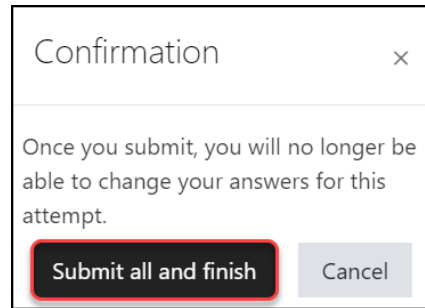 Confirmation ×
Once you submit, you will no longer be
able to change your answers for this
attempt.
Submit all and finish Cancel